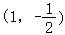 (1, -1/2)